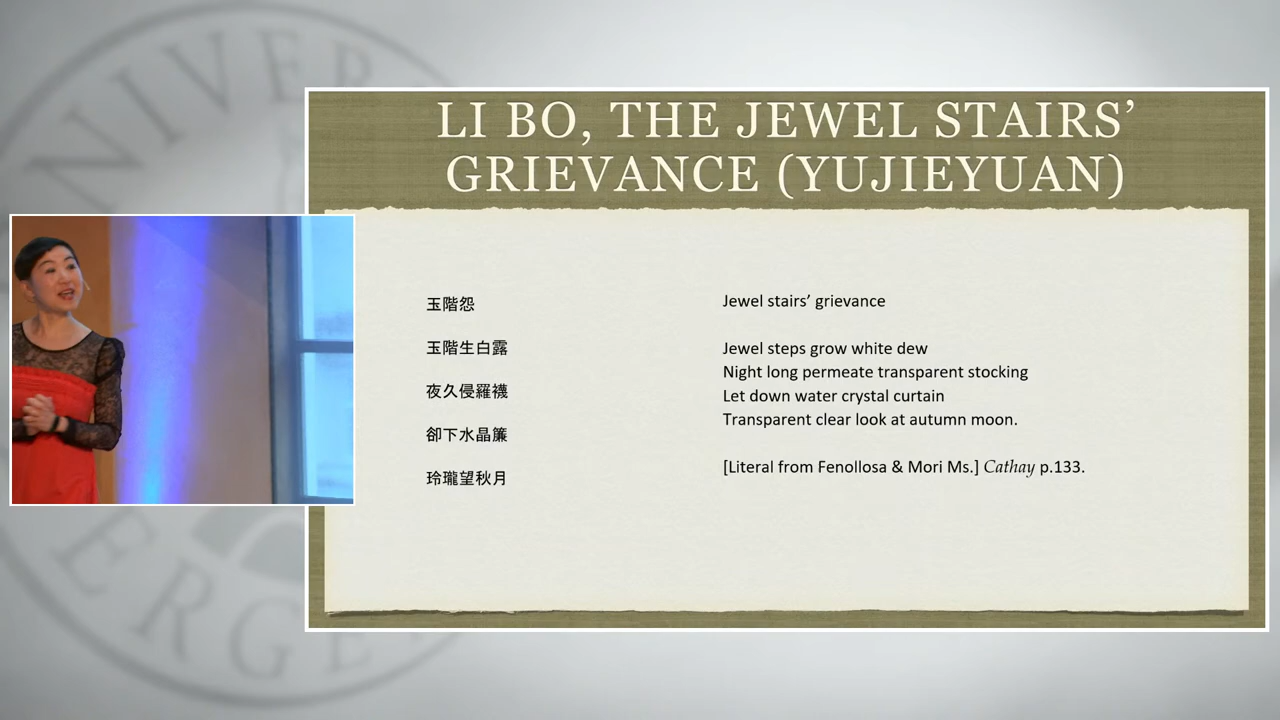 LI BO, THE JEWEL STAIRS’
GRIEVANCE (YUJIEYUAN)
玉階怨
玉階生白露
夜久侵羅襪
卻下水晶簾
玲瓏望秋月
Jewel stairs’ grievance
Jewel steps grow white dew
Night long permeate transparent stocking
Let down water crystal curtain
Transparent clear look at autumn moon.
[Literal from Fenollosa & Mori Ms.] Cathay p.133.